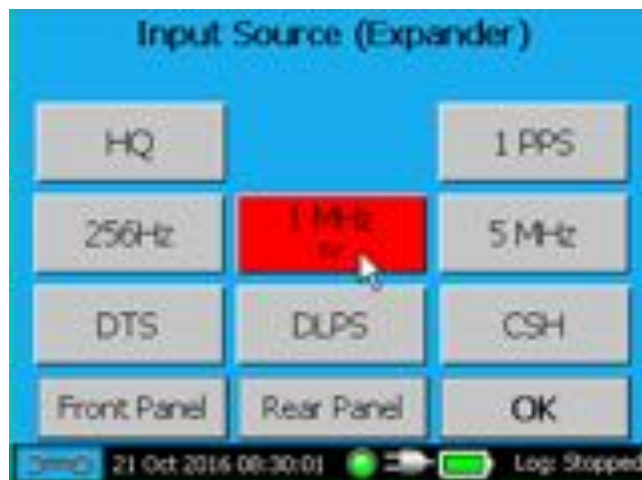 Input Source (Expander)
HQ
1 PPS
256Hz
1 MHz
5 MHz
DTS
DLPS
CSH
Front Panel
Rear Panel
OK
21 Oct 2016 08:30:01
Log: Stopped